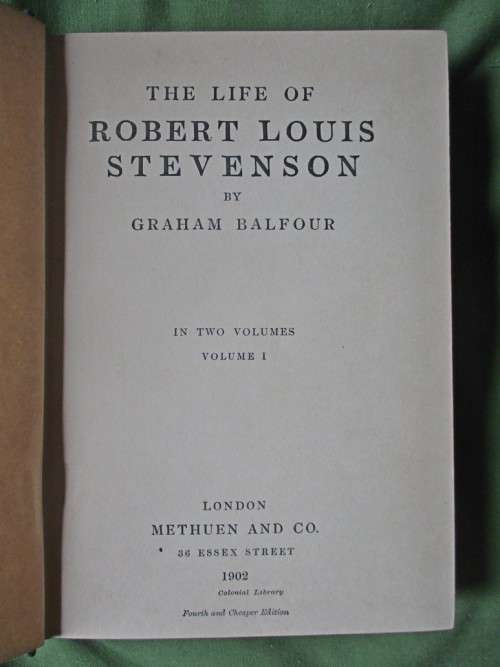 THE LIFE OF
ROBERT LOUIS
STEVENSON
BY
GRAHAM BALFOUR
IN TWO VOLUMES
VOLUME I
LONDON
METHUEN AND CO.
36 ESSEX STREET
1902
Colonial Library
Fourth and Cheaper Edition